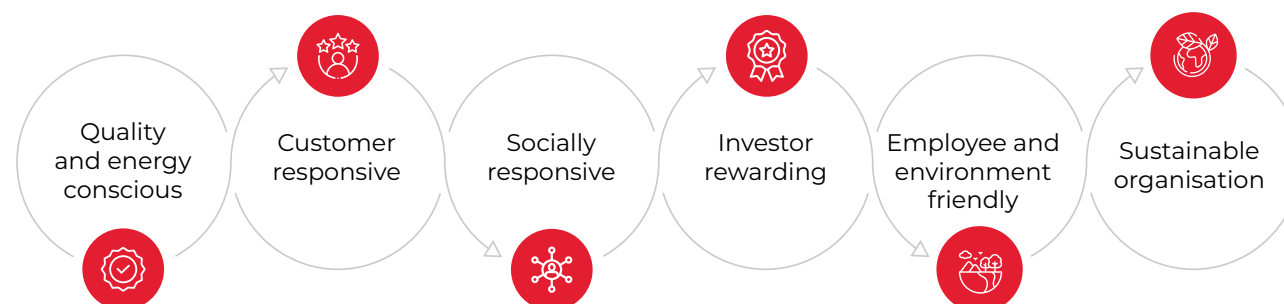 Quality
and energy
conscious
Customer
responsive
Socially
responsive
Investor
rewarding
Employee and
environment
friendly
Sustainable
organisation